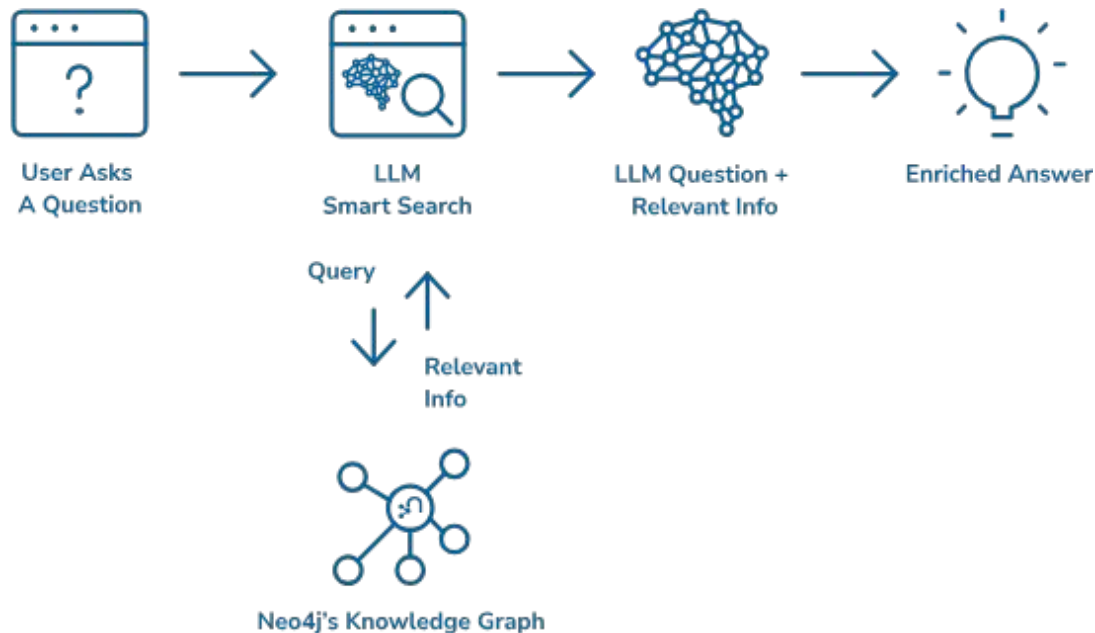 User Asks
A Question
LLM
Smart Search
LLM Question +
Relevant Info
Enriched Answer
Query
Relevant
Info
Neo4j's Knowledge Graph